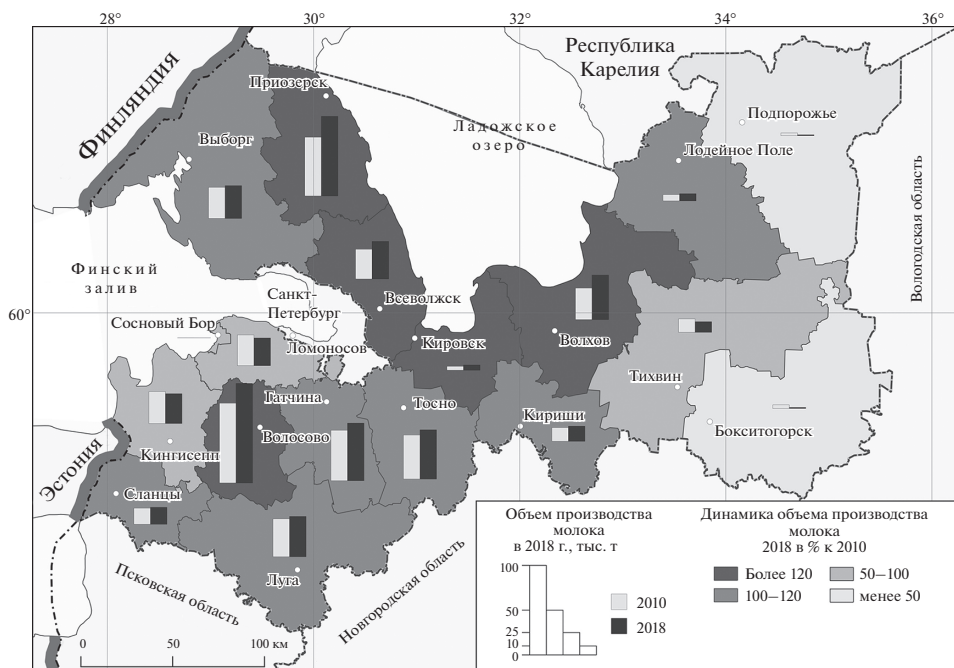 28°
30°
32°
34°
36°
60°
ФИНЛЯНДИЯ
Республика
Карелия
Приозерск
Подпорожье
Ладожское
озеро
Выборг
Лодейное Поле
Вологодская область
Финский
залив
Санкт-
Петербург
Всеволжск
Сосновый Бор
Ломоносов
Кировск
Волхов
Тихвин
Гатчина
Тосно
Кириши
Волосово
Бокситогорск
Кингисепп
Эстония
Сланцы
Луга
Псковская область
Новгородская область
0
50
100 км
Объем производства
молока
в 2018 г., тыс. т
100
50
25
10
0
2010
2018
Динамика объема производства
молока
2018 в % к 2010
Более 120
50–100
100–120
менее 50